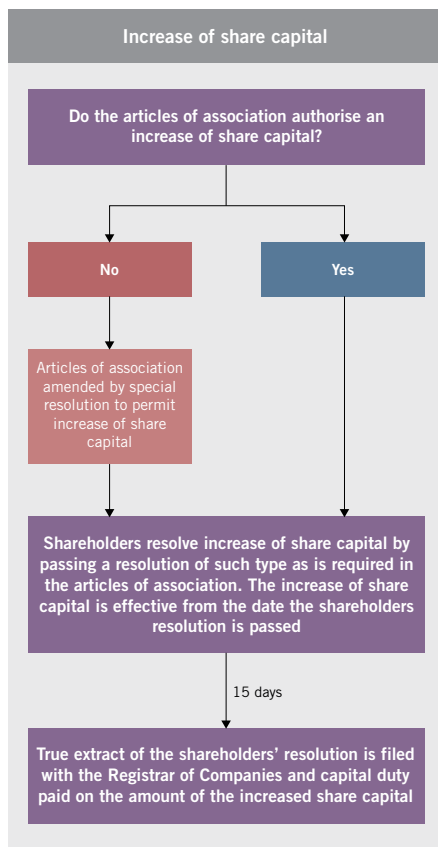 Increase of share capital
Do the articles of association authorise an
increase of share capital?
No
Yes
Articles of association
amended by special
resolution to permit
increase of share
capital
Shareholders resolve increase of share capital by
passing a resolution of such type as is required in
the articles of association. The increase of share
capital is effective from the date the shareholders
resolution is passed
15 days
True extract of the shareholders' resolution is filed
with the Registrar of Companies and capital duty
paid on the amount of the increased share capital